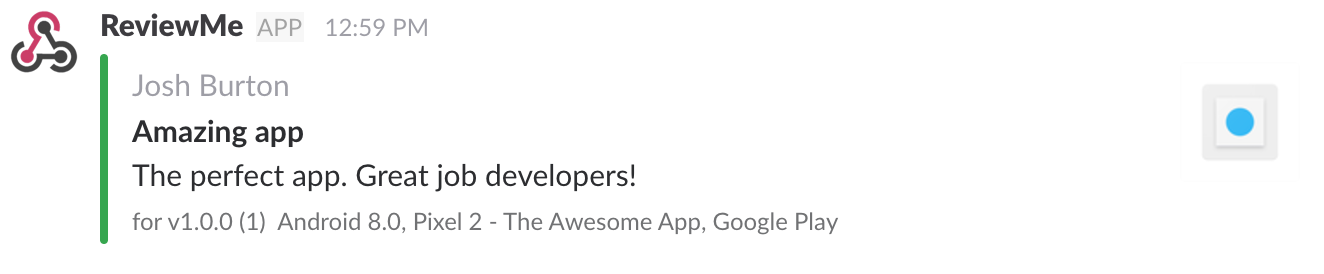 ReviewMe APP 12:59 PM
Josh Burton
Amazing app
The perfect app. Great job developers!
for v1.0.0 (1) Android 8.0, Pixel 2 - The Awesome App, Google Play